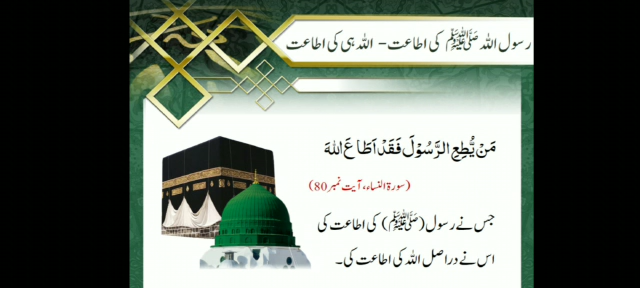 رسول اللہ ﷺ کی اطاعت - اللہ ہی کی اطاعت
مَنْ يُّطِعِ الرَّسُوْلَ فَقَدْ اَطَاعَ اللّٰهَ
(سورۃ النساء، آیت نمبر 80)
جس نے رسول (ﷺ) کی اطاعت کی
اس نے دراصل اللہ کی اطاعت کی۔